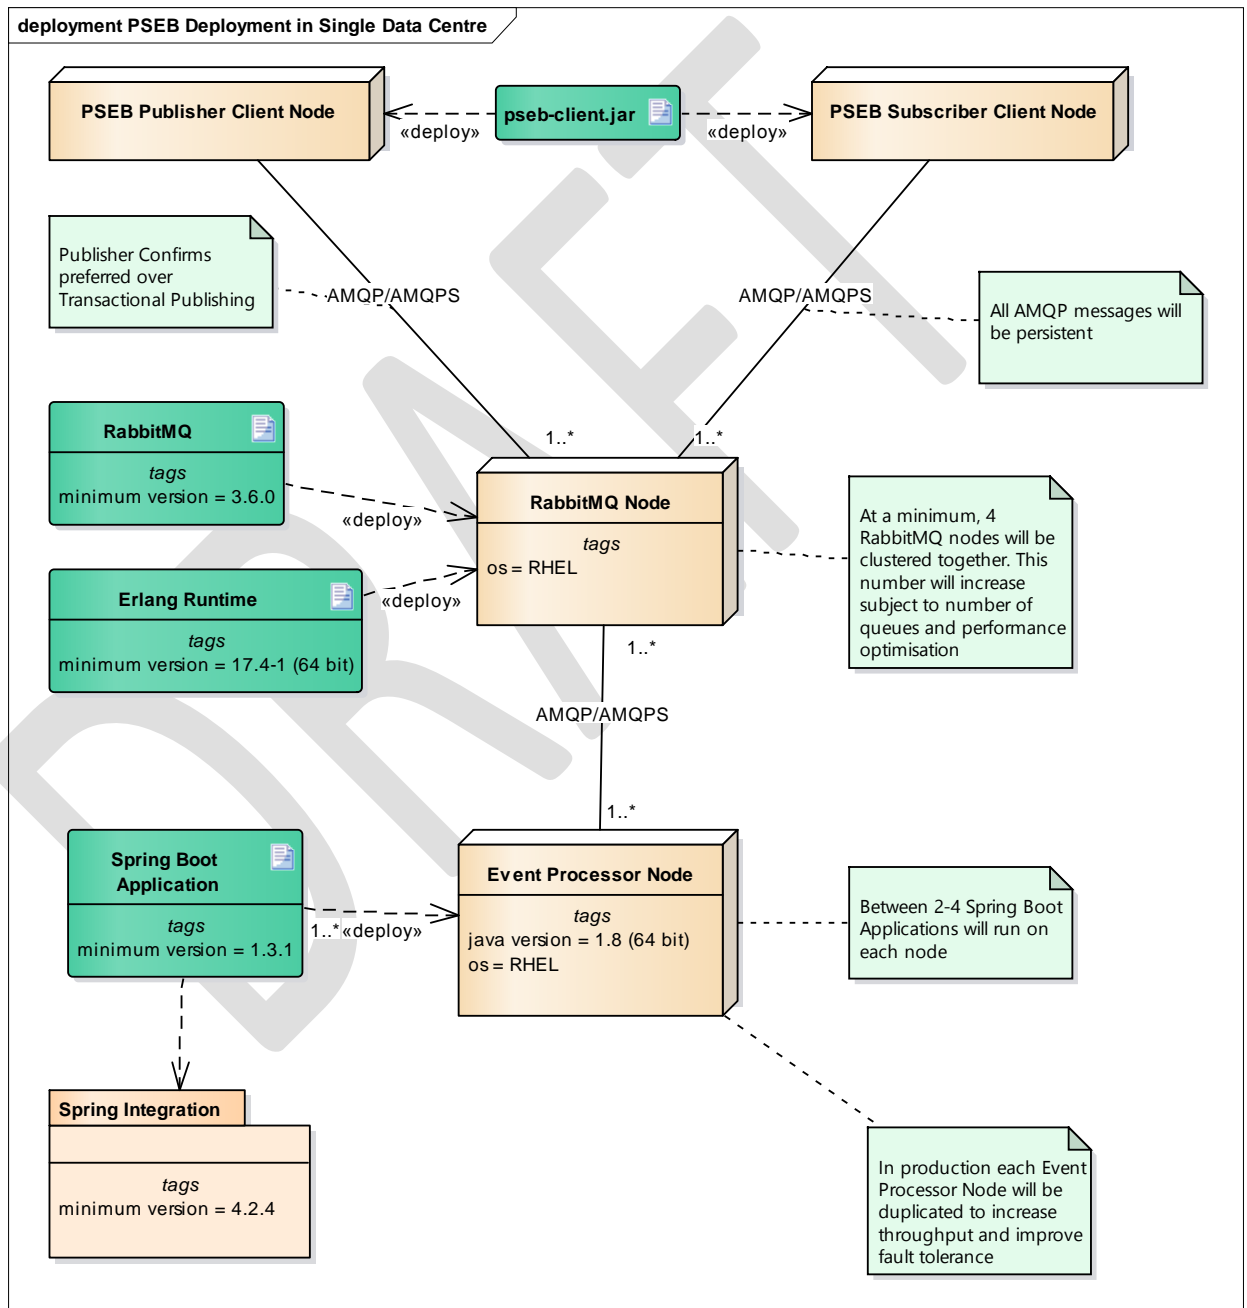 deployment PSEB Deployment in Single Data Centre
PSEB Publisher Client Node
pseb-client.jar
PSEB Subscriber Client Node
«deploy»
«deploy»
Publisher Confirms
preferred over
Transactional Publishing
AMQP/AMQPS
AMQP/AMQPS
All AMQP messages will
be persistent
RabbitMQ
tags
minimum version = 3.6.0
1..*
1..*
«deploy»
RabbitMQ Node
tags
os = RHEL
At a minimum, 4
RabbitMQ nodes will be
clustered together. This
number will increase
subject to number of
queues and performance
optimisation
Erlang Runtime
tags
minimum version = 17.4-1 (64 bit)
«deploy»
1..*
AMQP/AMQPS
1..*
Spring Boot
Application
tags
minimum version = 1.3.1
1..*
«deploy»
Event Processor Node
tags
java version = 1.8 (64 bit)
os = RHEL
Between 2-4 Spring Boot
Applications will run on
each node
Spring Integration
tags
minimum version = 4.2.4
In production each Event
Processor Node will be
duplicated to increase
throughput and improve
fault tolerance
DRAFT